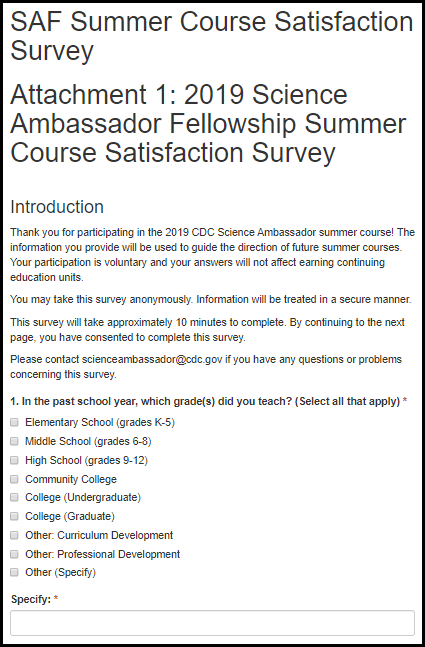 SAF Summer Course Satisfaction
Survey
Attachment 1: 2019 Science
Ambassador Fellowship Summer
Course Satisfaction Survey
Introduction
Thank you for participating in the 2019 CDC Science Ambassador summer course! The
information you provide will be used to guide the direction of future summer courses.
Your participation is voluntary and your answers will not affect earning continuing
education units.
You may take this survey anonymously. Information will be treated in a secure manner.
This survey will take approximately 10 minutes to complete. By continuing to the next
page, you have consented to complete this survey.
Please contact scienceambassador@cdc.gov if you have any questions or problems
concerning this survey.
1. In the past school year, which grade(s) did you teach? (Select all that apply) *
Elementary School (grades K-5)
Middle School (grades 6-8)
High School (grades 9-12)
Community College
College (Undergraduate)
College (Graduate)
Other: Curriculum Development
Other: Professional Development
Other (Specify)
Specify: *